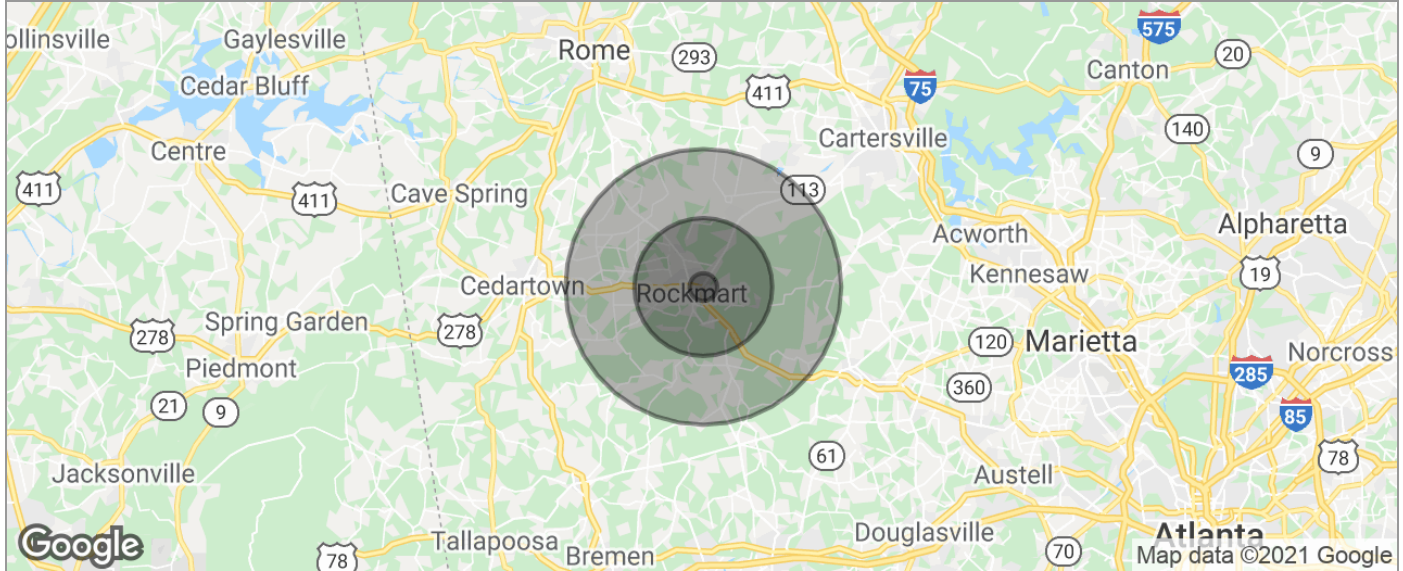 575
ollinsville
Gaylesville
Rome
293
20
Canton
75
Cedar Bluff
411
140
Cartersville
Centre
9
411
113
411
Cave Spring
Alpharetta
Acworth
19
Kennesaw
Cedartown
Rockmart
Spring Garden
278
278
120
Marietta
Norcross
Piedmont
285
360
21
9
85
61
78
Jacksonville
Austell
Douglasville
Atlanta
Google
Tallapoosa
78
Bremen
70
Map data ©2021 Google